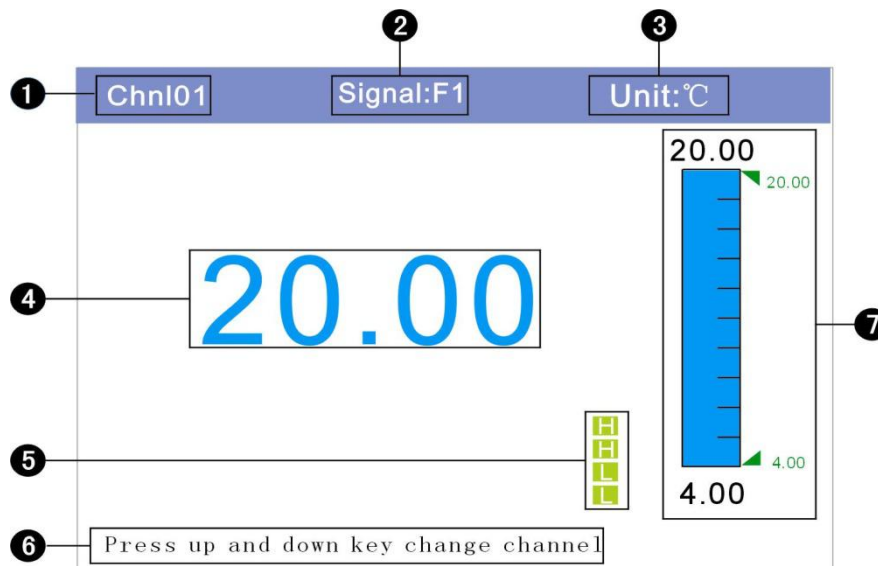 2 3
1 Chnl01 Signal:F1 Unit:℃
20.00
20.00
4 20.00
7
H
H
5 L
4.00
L
4.00
6 Press up and down key change channel